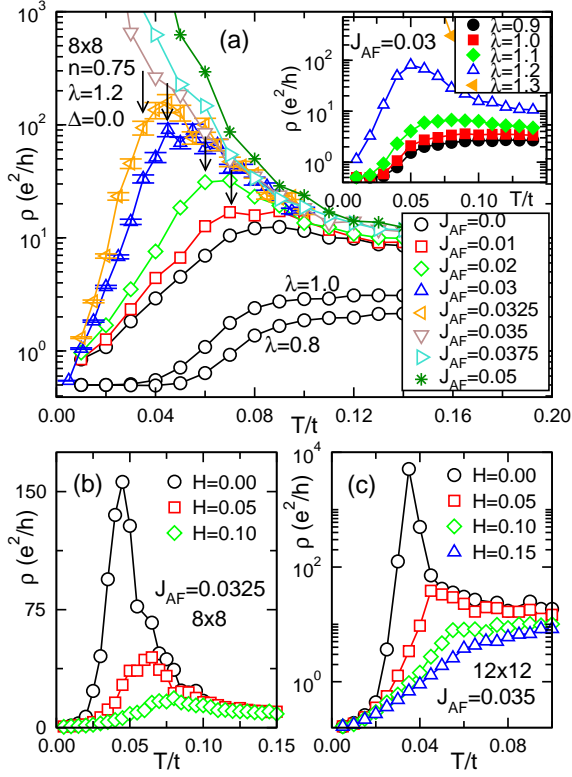 (a)
8x8
n=0.75
λ=1.2
Δ=0.0
ρ (e²/h)
10³
10²
10¹
10⁰
λ=1.0
λ=0.8
0.00
0.04
0.08
0.12
0.16
0.20
T/t
J_AF=0.03
ρ (e²/h)
10²
10¹
10⁰
0.00
0.05
0.10
T/t
λ=0.9
λ=1.0
λ=1.1
λ=1.2
λ=1.3
J_AF=0.0
J_AF=0.01
J_AF=0.02
J_AF=0.03
J_AF=0.0325
J_AF=0.035
J_AF=0.0375
J_AF=0.05
(b)
H=0.00
H=0.05
H=0.10
J_AF=0.0325
8x8
ρ (e²/h)
150
75
0
0.00
0.05
0.10
0.15
T/t
(c)
H=0.00
H=0.05
H=0.10
H=0.15
12x12
J_AF=0.035
ρ (e²/h)
10⁴
10²
10⁰
0.00
0.04
0.08
T/t